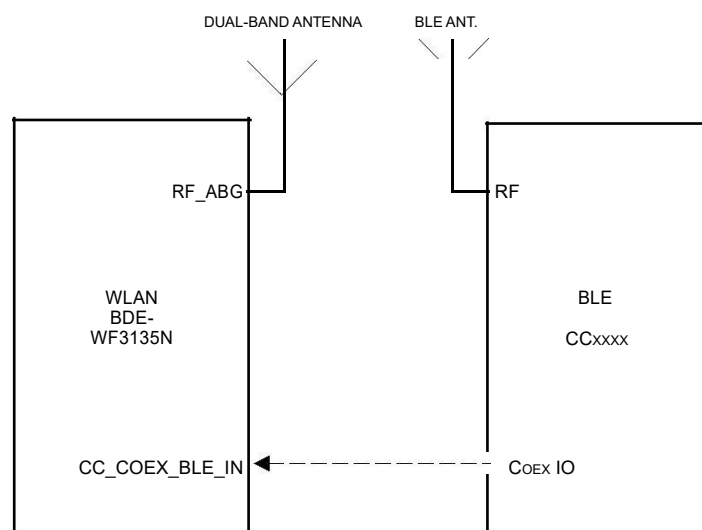 DUAL-BAND ANTENNA
BLE ANT.
RF_ABG
RF
WLAN
BDE-
WF3135N
BLE
CCxxxx
CC_COEX_BLE_IN
COEX IO